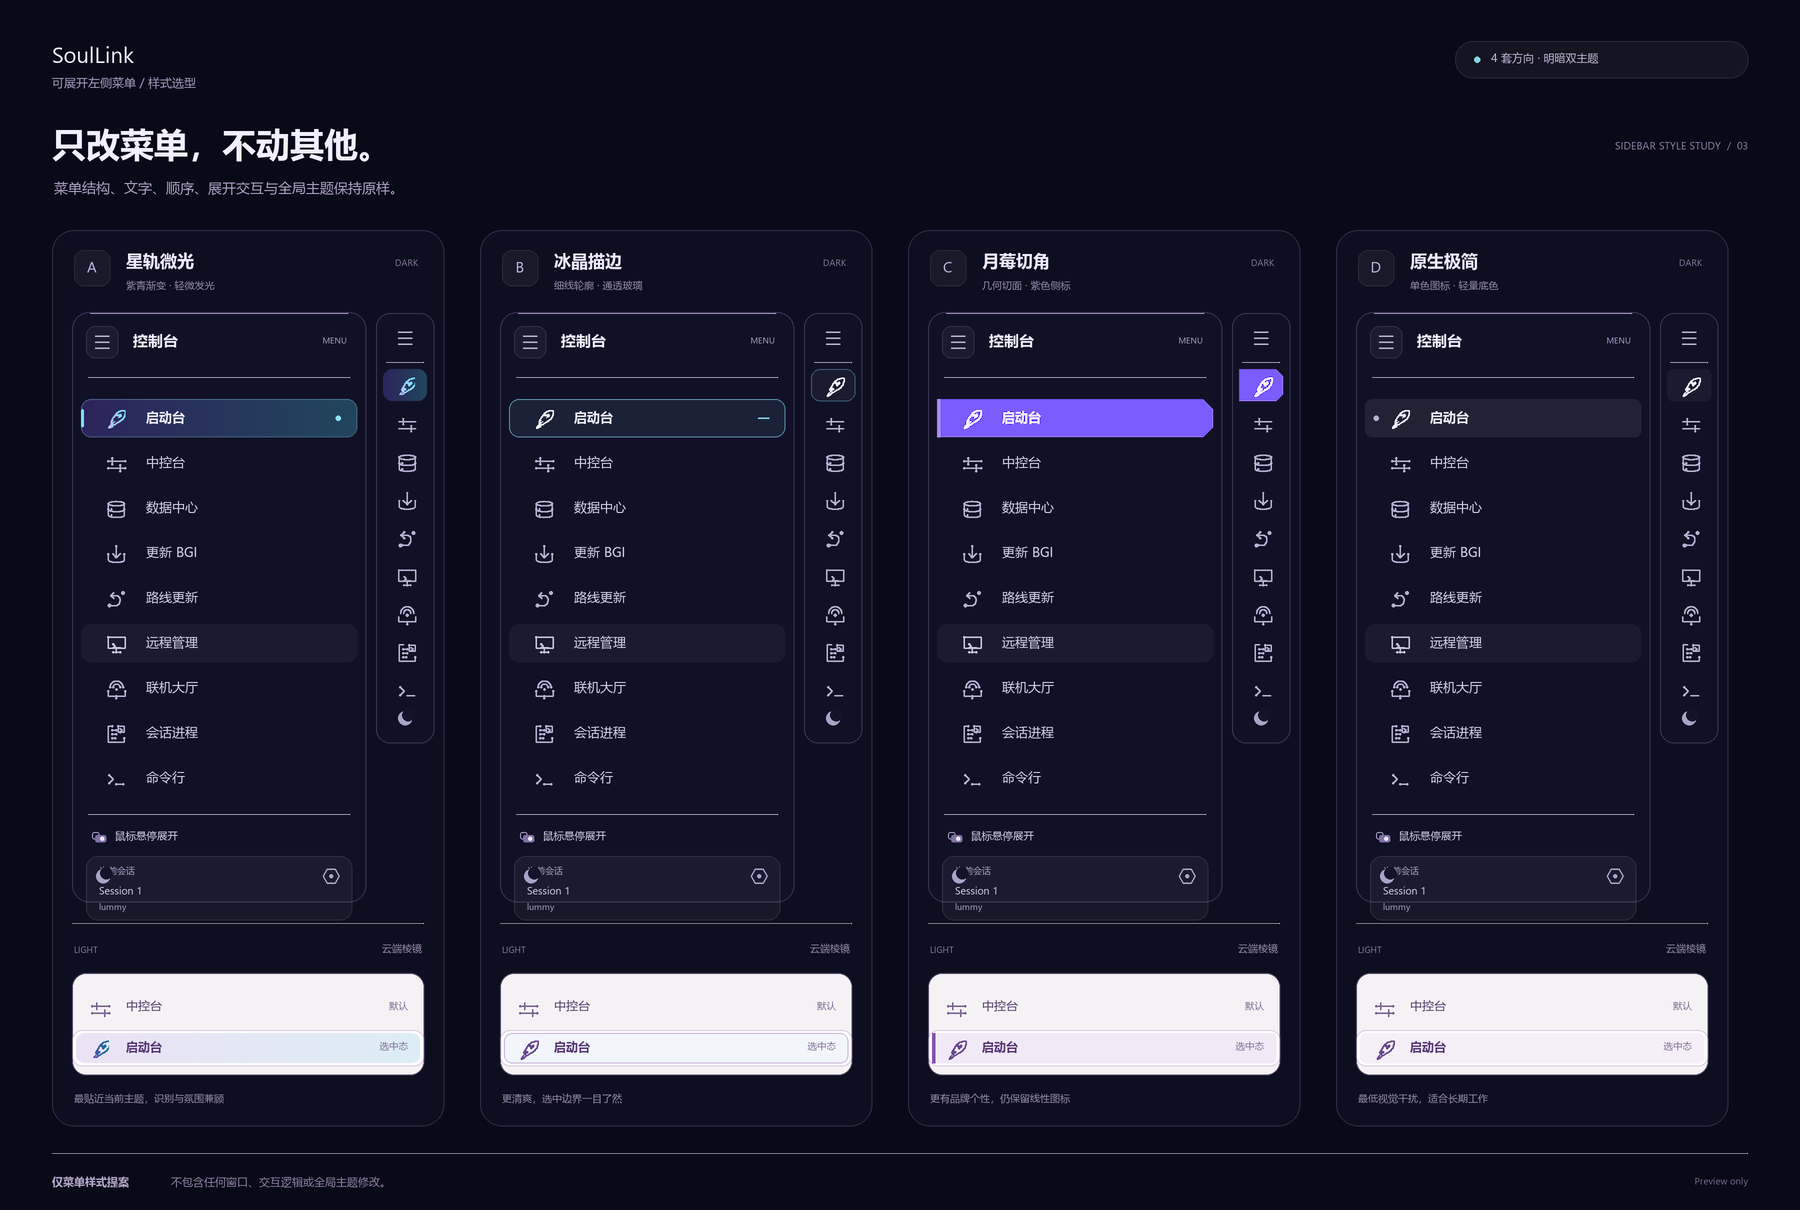 SoulLink
可展开左侧菜单 / 样式选型
4 套方向 · 明暗双主题
只改菜单，不动其他。
SIDEBAR STYLE STUDY / 03
菜单结构、文字、顺序、展开交互与全局主题保持原样。
A
星轨微光
DARK
紫青渐变 · 轻微发光
控制台
MENU
启动台
中控台
数据中心
更新 BGI
路线更新
远程管理
联机大厅
会话进程
命令行
鼠标悬停展开
会话
Session 1
lummy
LIGHT
云端棱镜
中控台
默认
启动台
选中态
最贴近当前主题，识别与氛围兼顾
B
冰晶描边
DARK
细线轮廓 · 通透玻璃
控制台
MENU
启动台
中控台
数据中心
更新 BGI
路线更新
远程管理
联机大厅
会话进程
命令行
鼠标悬停展开
会话
Session 1
lummy
LIGHT
云端棱镜
中控台
默认
启动台
选中态
更清爽，选中边界一目了然
C
月莓切角
DARK
几何切面 · 紫色侧标
控制台
MENU
启动台
中控台
数据中心
更新 BGI
路线更新
远程管理
联机大厅
会话进程
命令行
鼠标悬停展开
会话
Session 1
lummy
LIGHT
云端棱镜
中控台
默认
启动台
选中态
更有品牌个性，仍保留线性图标
D
原生极简
DARK
单色图标 · 轻量底色
控制台
MENU
启动台
中控台
数据中心
更新 BGI
路线更新
远程管理
联机大厅
会话进程
命令行
鼠标悬停展开
会话
Session 1
lummy
LIGHT
云端棱镜
中控台
默认
启动台
选中态
最低视觉干扰，适合长期工作
仅菜单样式提案
不包含任何窗口、交互逻辑或全局主题修改。
Preview only